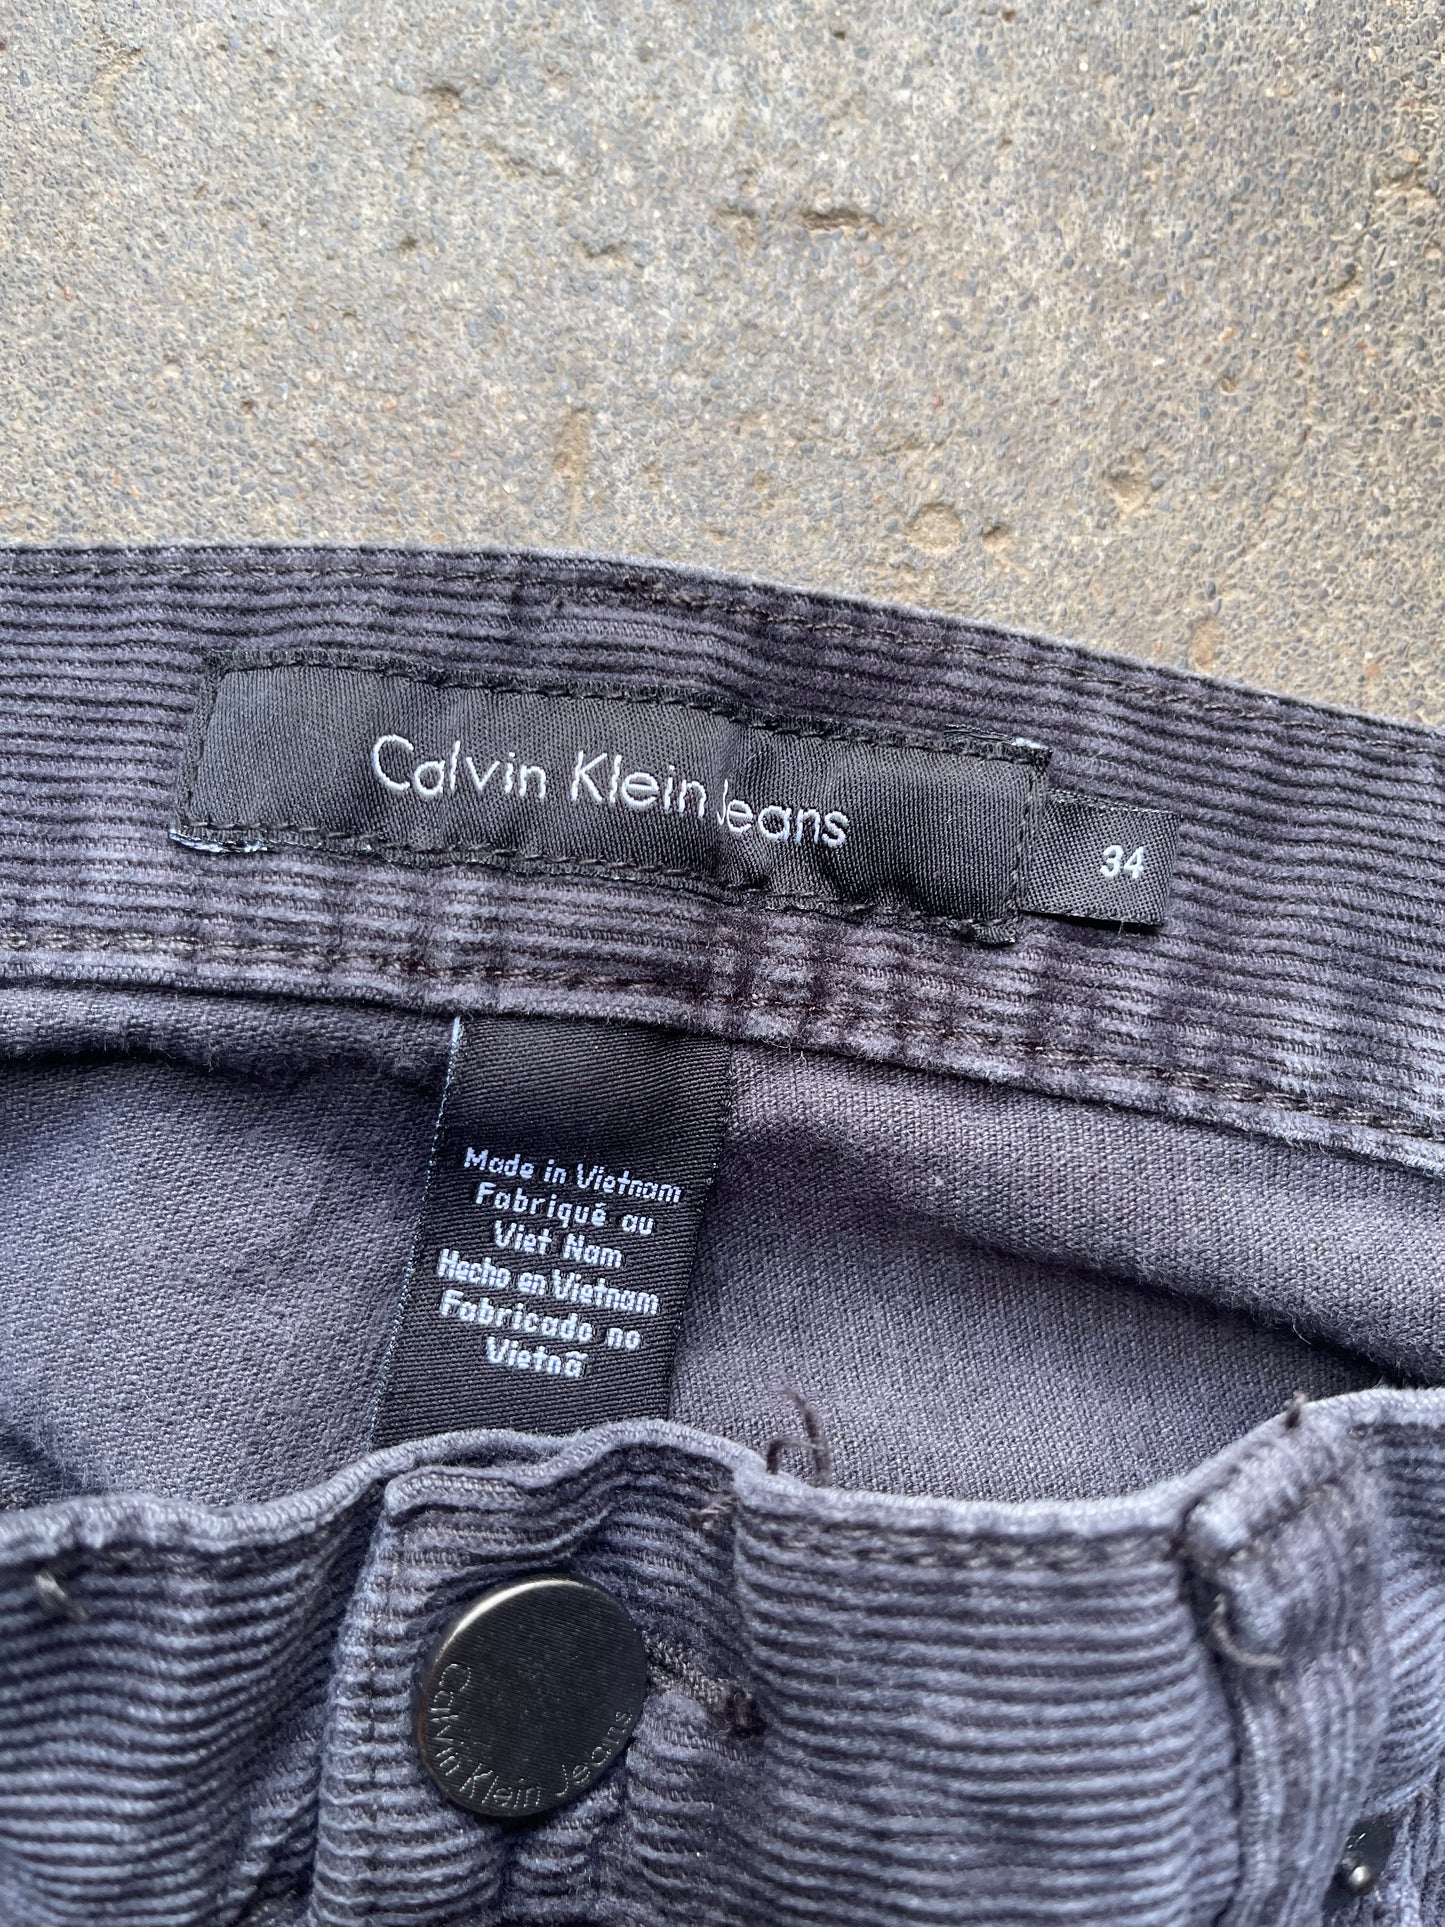 Calvin Klein Jeans
34
Made in Vietnam
Fabriqué au
Viet Nam
Hecho en Vietnam
Fabricado no
Vietnã
Calvin Klein Jeans